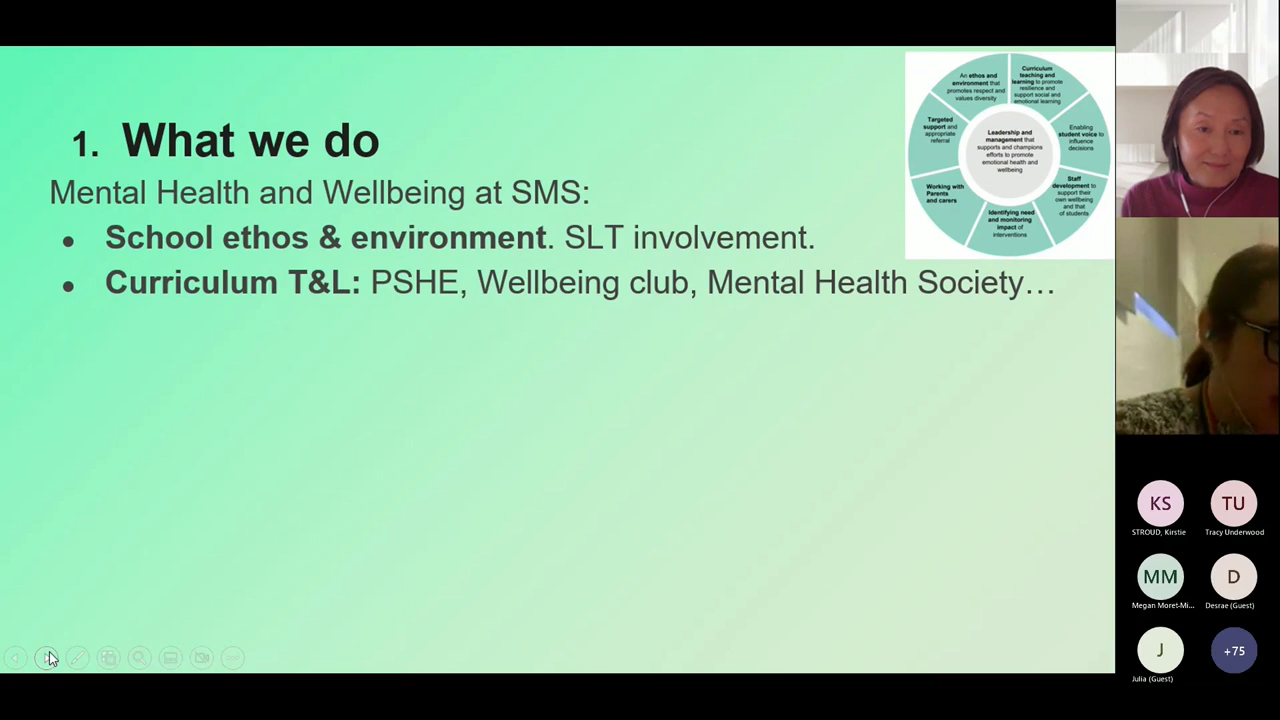 1. What we do
Mental Health and Wellbeing at SMS:
● School ethos & environment. SLT involvement.
● Curriculum T&L: PSHE, Wellbeing club, Mental Health Society…
An ethos and
environment that
promotes respect and
values diversity
Curriculum
teaching and
learning to promote
resilience and
support social and
emotional learning
Enabling
student voice to
influence
decisions
Staff
development to
support their
own wellbeing
and that
of students
Identifying need
and monitoring
impact of
interventions
Working with
Parents
and carers
Targeted
support and
appropriate
referral
Leadership and
management that
supports and champions
efforts to promote
emotional health and
wellbeing
KS
STROUD, Kirstie
TU
Tracy Underwood
MM
Megan Moret-Mi...
D
Desrae (Guest)
J
Julia (Guest)
+75